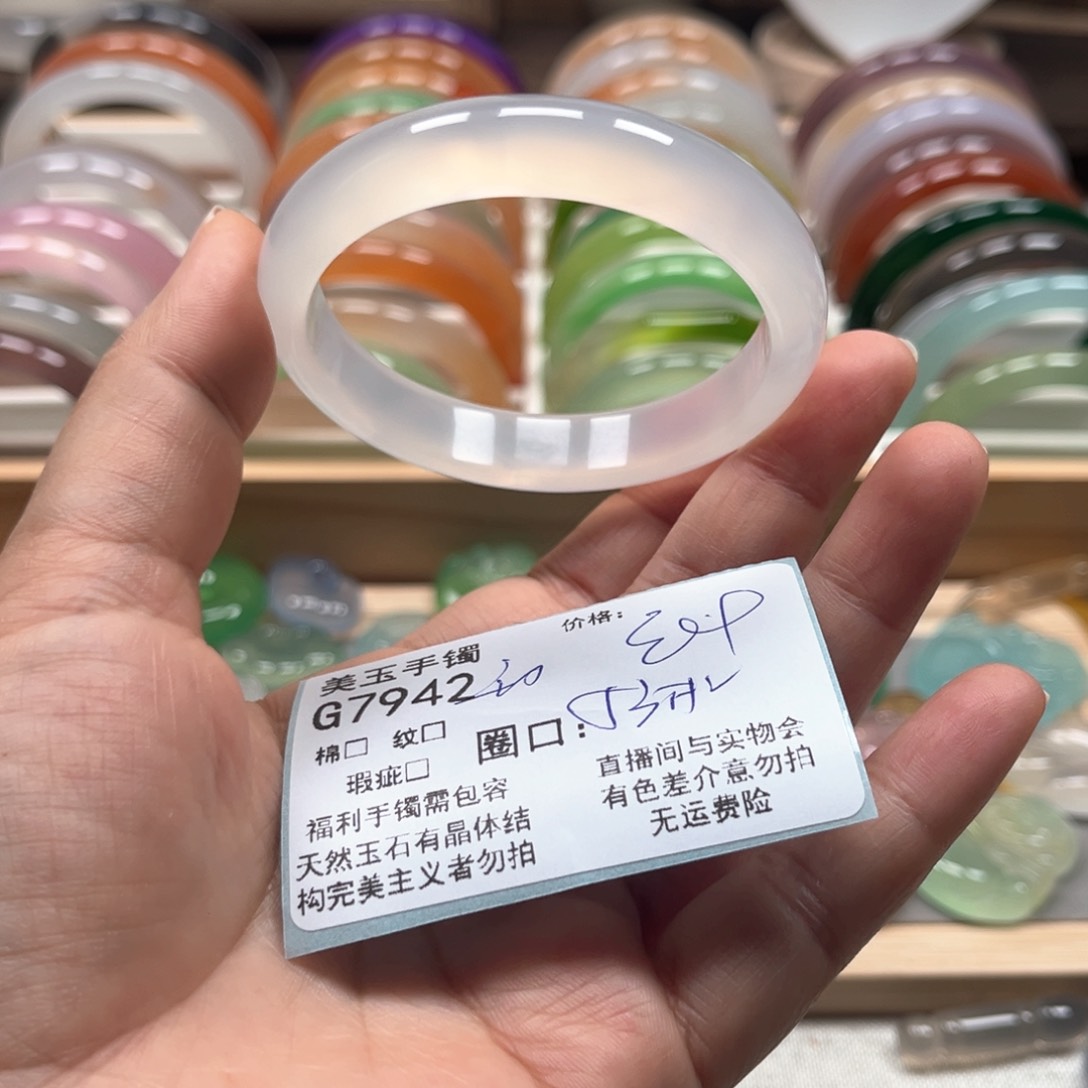 美玉手镯
价格:
G7942
棉□ 纹□
圈口:
瑕疵□
福利手镯需包容
天然玉石有晶体结
构完美主义者勿拍
直播间与实物会
有色差介意勿拍
无运费险